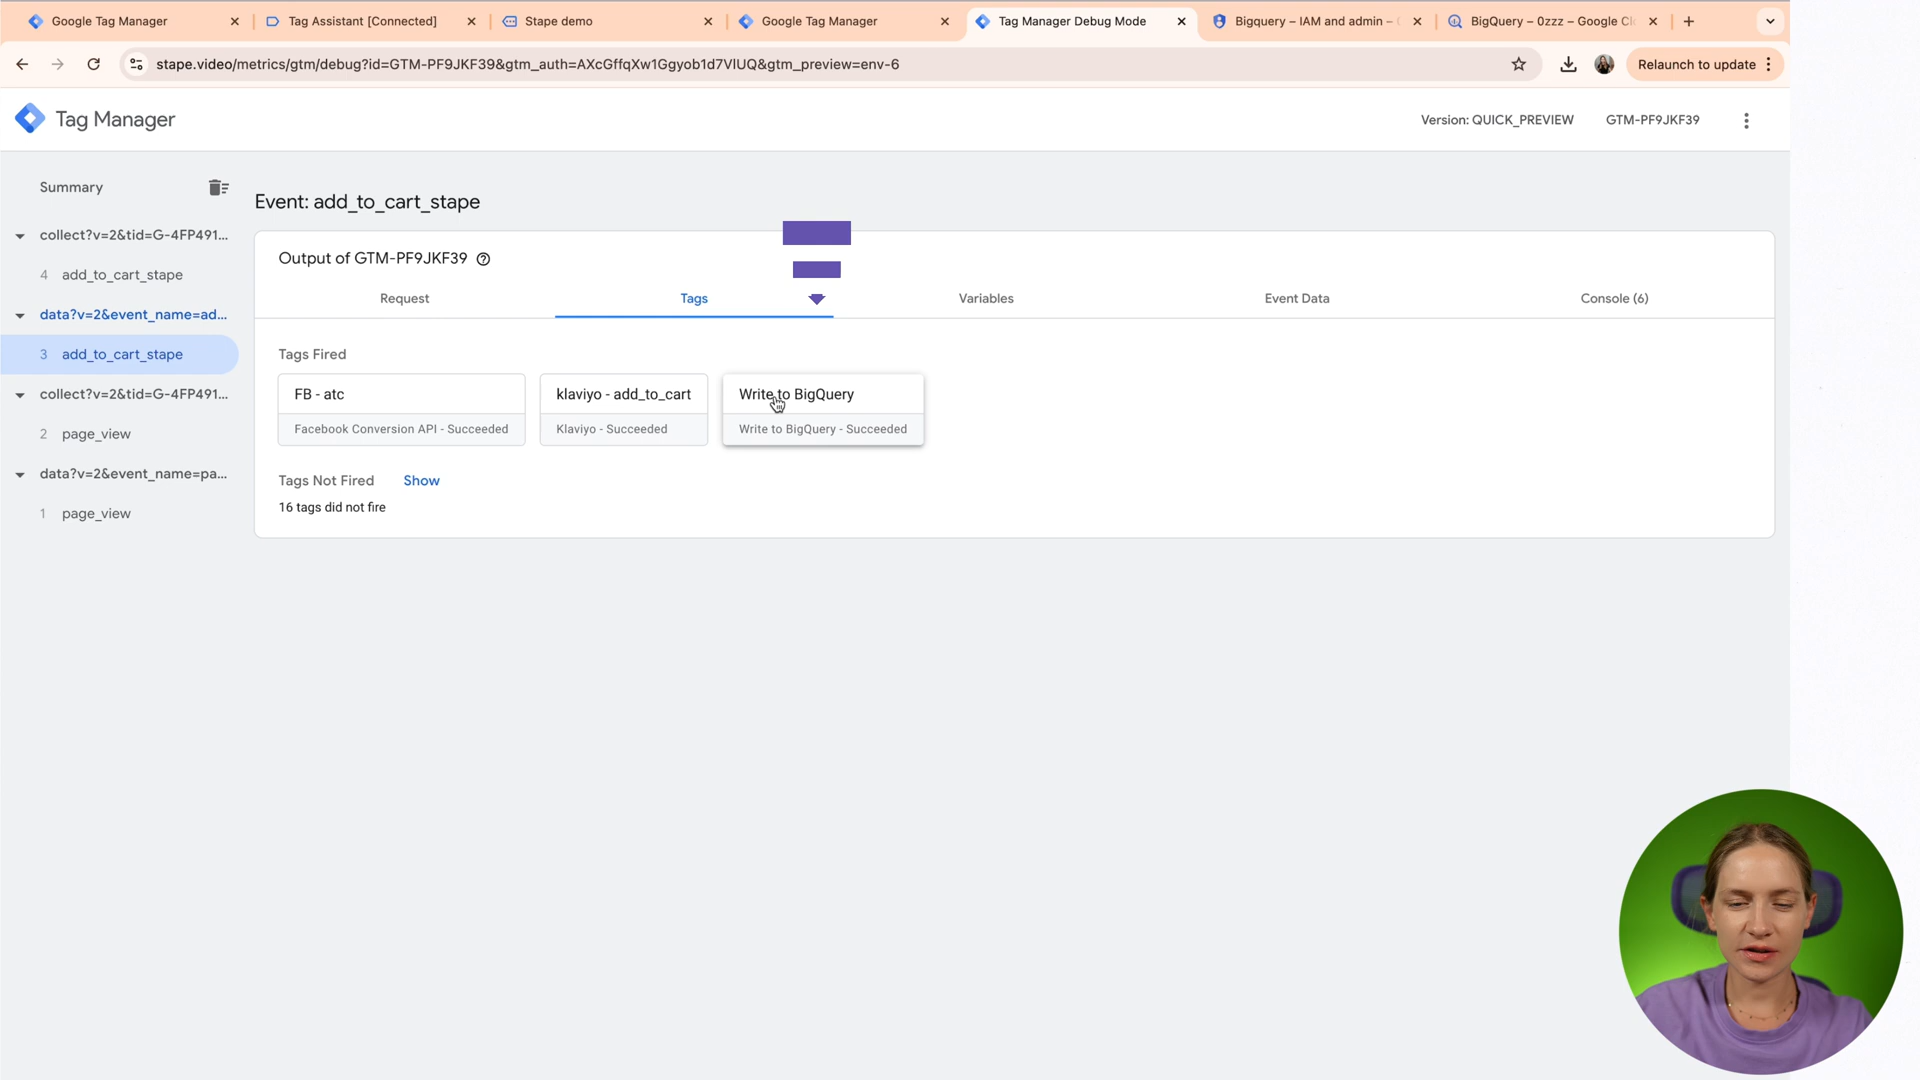 Google Tag Manager
Tag Assistant [Connected]
Stape demo
Google Tag Manager
Tag Manager Debug Mode
Bigquery – IAM and admin –
BigQuery – 0zzz – Google Cl
stape.video/metrics/gtm/debug?id=GTM-PF9JKF39&gtm_auth=AXcGffqXw1Ggyob1d7VIUQ&gtm_preview=env-6
Relaunch to update
Tag Manager
Version: QUICK_PREVIEW
GTM-PF9JKF39
Summary
collect?v=2&tid=G-4FP491...
4 add_to_cart_stape
data?v=2&event_name=ad...
3 add_to_cart_stape
collect?v=2&tid=G-4FP491...
2 page_view
data?v=2&event_name=pa...
1 page_view
Event: add_to_cart_stape
Output of GTM-PF9JKF39
Request
Tags
Variables
Event Data
Console (6)
Tags Fired
FB - atc
Facebook Conversion API - Succeeded
klaviyo - add_to_cart
Klaviyo - Succeeded
Write to BigQuery
Write to BigQuery - Succeeded
Tags Not Fired
Show
16 tags did not fire